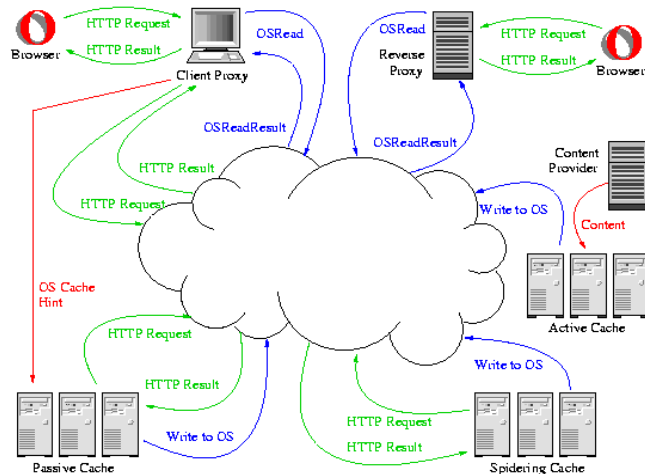 HTTP Request
OSRead
OSRead
HTTP Request
HTTP Result
HTTP Result
Browser
Client Proxy
Reverse
Proxy
Browser
OSReadResult
OSReadResult
HTTP Result
Content
Provider
HTTP Request
Write to OS
Content
OS Cache
Hint
Active Cache
HTTP Request
Write to OS
HTTP Result
HTTP Request
Write to OS
HTTP Result
Passive Cache
Spidering Cache